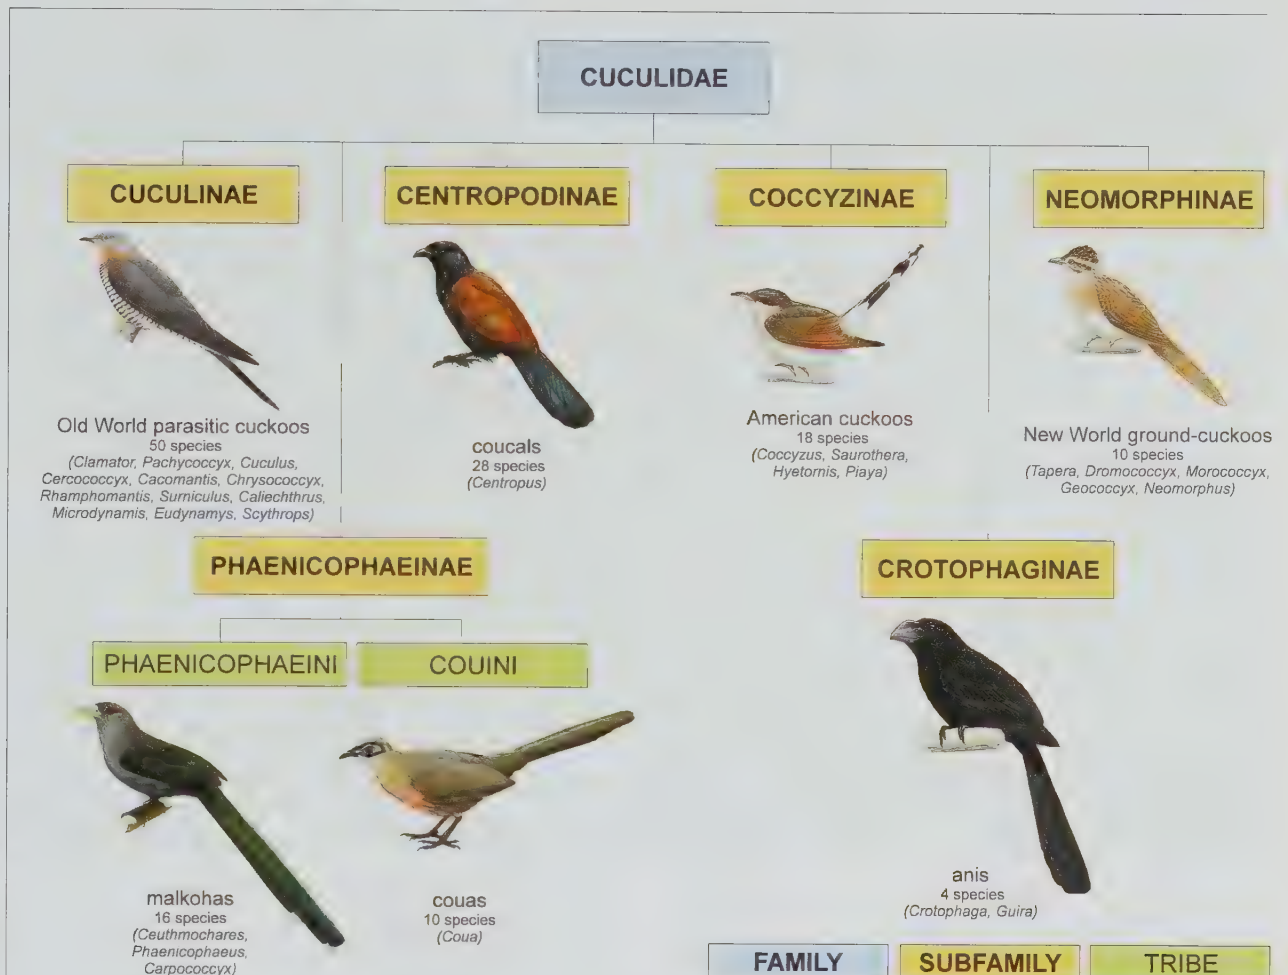 CUCULIDAE
CUCULINAE
CENTROPODINAE
COCCYZINAE
NEOMORPHINAE
Old World parasitic cuckoos
50 species
(Clamator, Pachycoccyx, Cuculus,
Cercococcyx, Cacomantis, Chrysococcyx,
Rhamphomantis, Surniculus, Caliechthrus,
Microdynamis, Eudynamys, Scythrops)
coucals
28 species
(Centropus)
American cuckoos
18 species
(Coccyzus, Saurothera,
Hyetornis, Piaya)
New World ground-cuckoos
10 species
(Tapera, Dromococcyx, Morococcyx,
Geococcyx, Neomorphus)
PHAENICOPHAEINAE
CROTOPHAGINAE
PHAENICOPHAEINI
COUINI
malkohas
16 species
(Ceuthmochares,
Phaenicophaeus,
Carpococcyx)
couas
10 species
(Coua)
anis
4 species
(Crotophaga, Guira)
FAMILY
SUBFAMILY
TRIBE